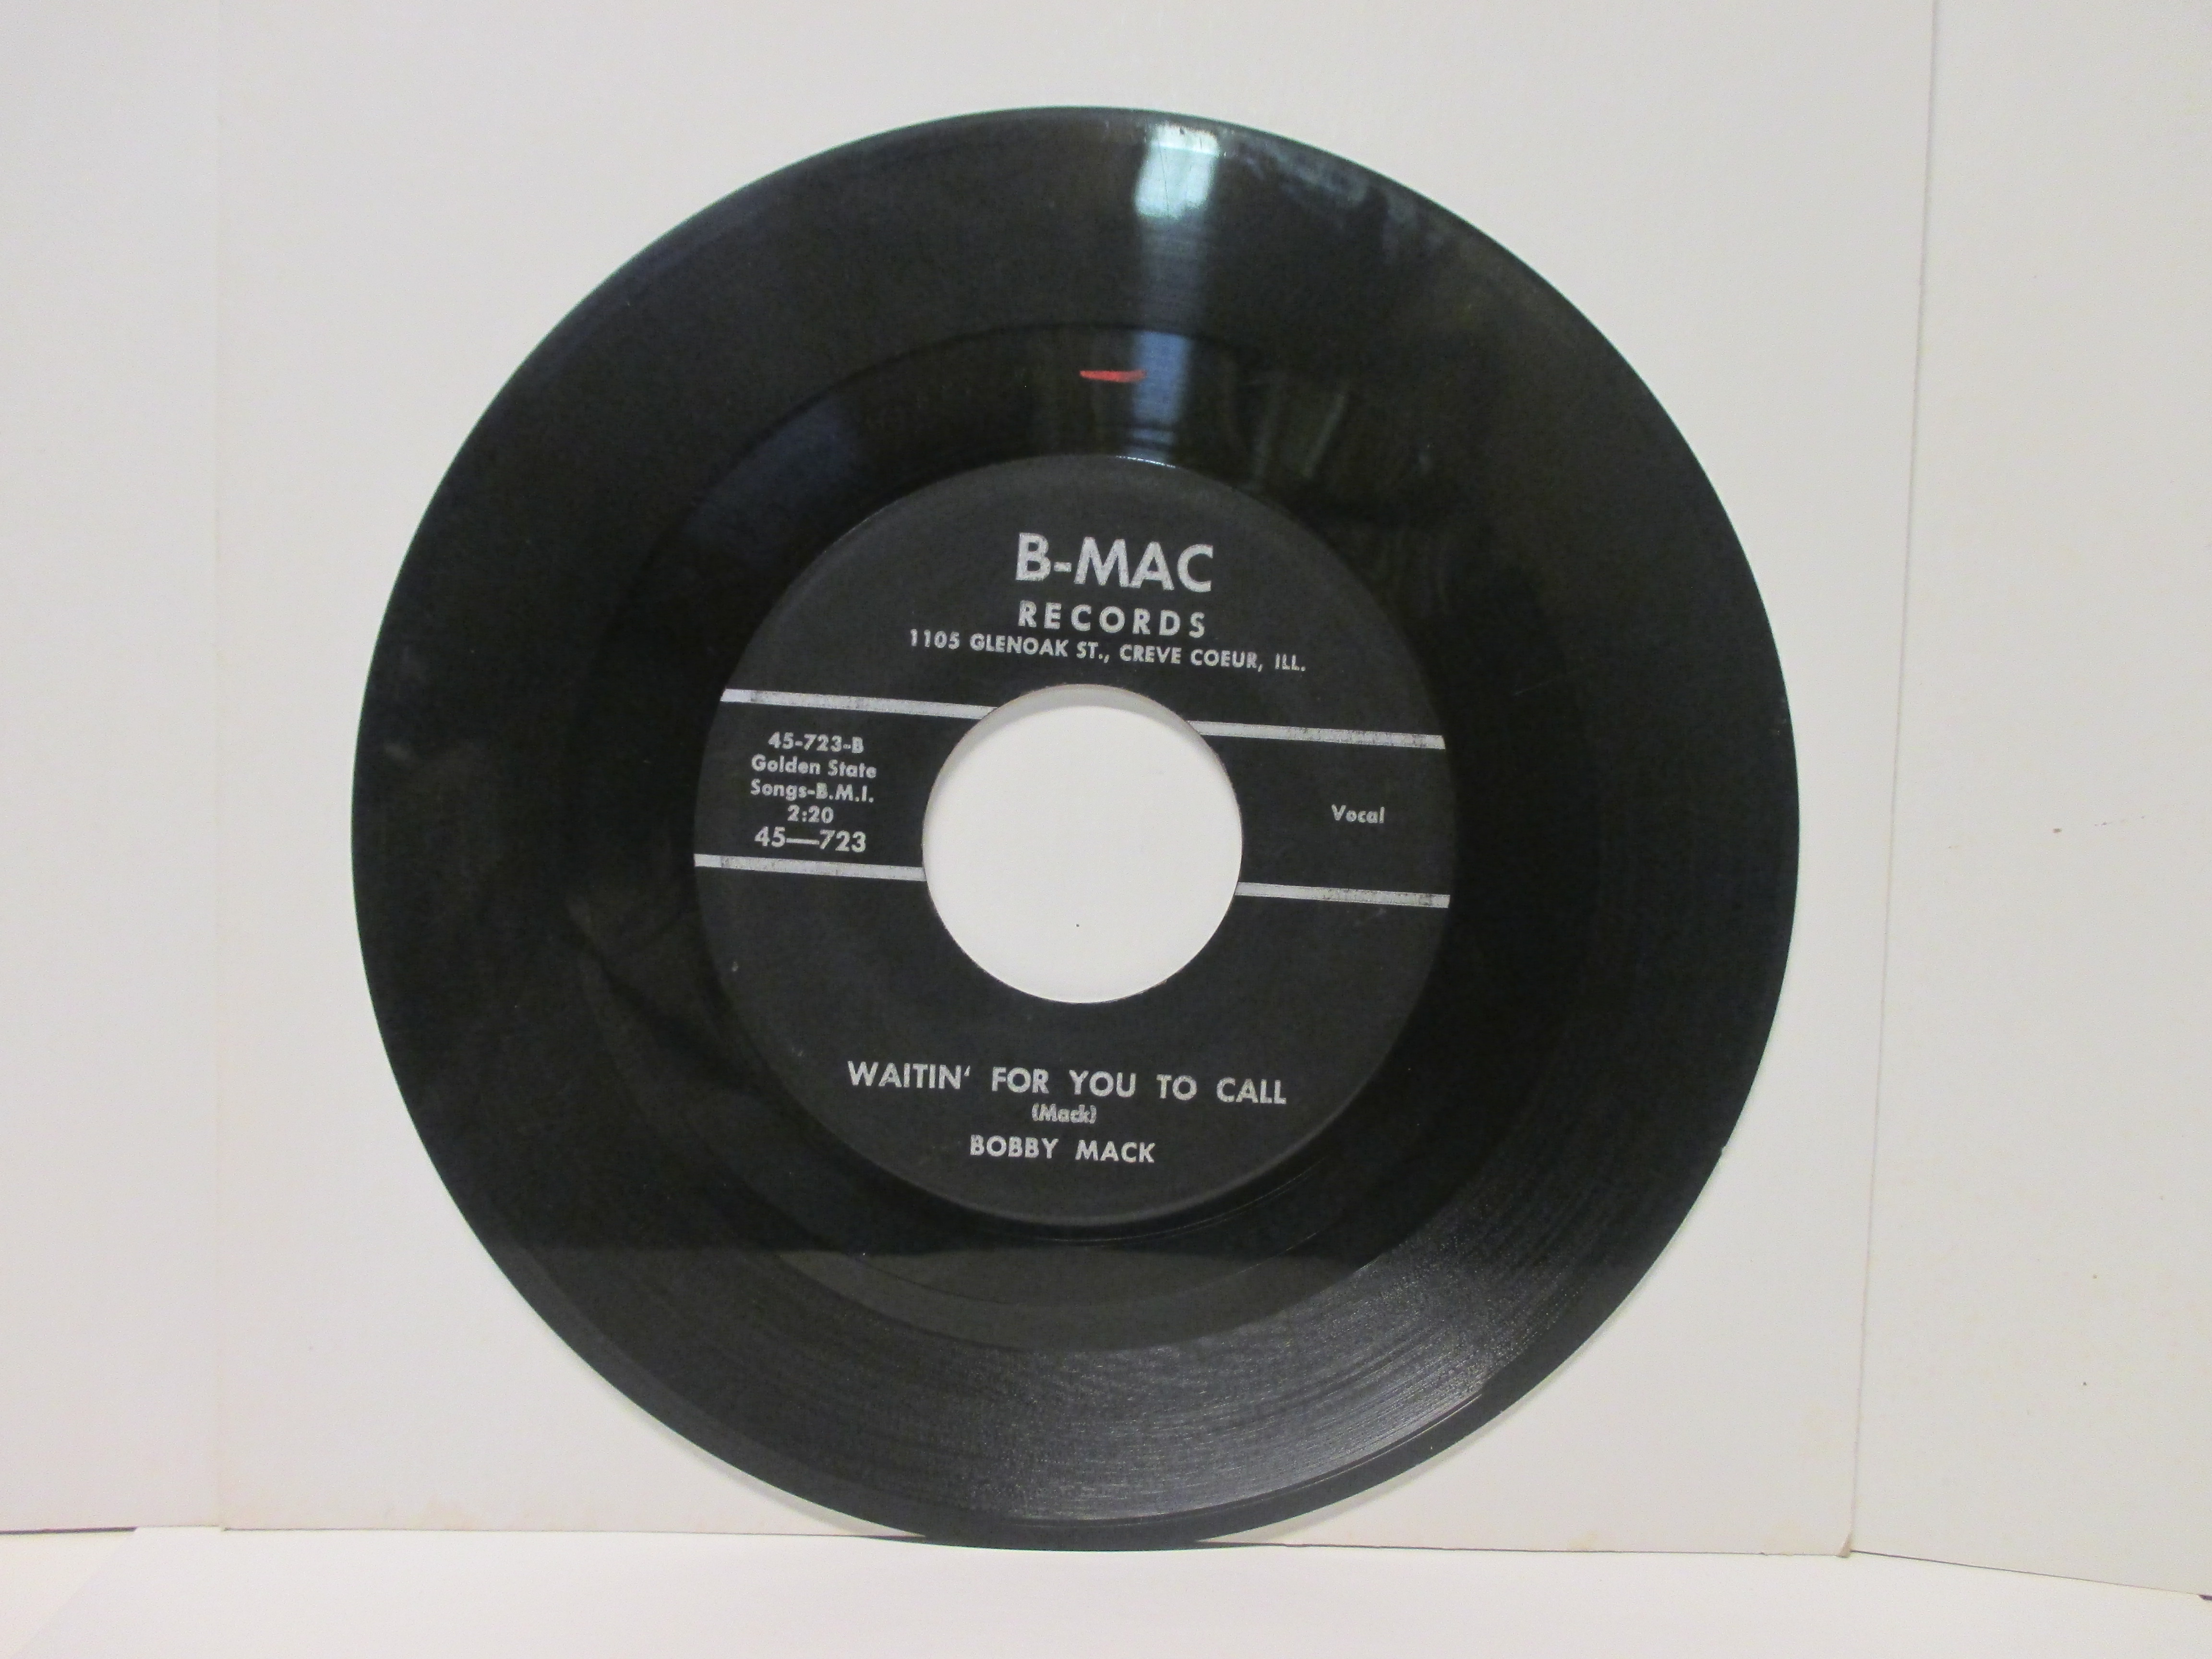 B-MAC
RECORDS
1105 GLENOAK ST., CREVE COEUR, ILL.
45-723-B
Golden State
Songs-B.M.I.
2:20
45—723
Vocal
WAITIN' FOR YOU TO CALL
(Mack)
BOBBY MACK